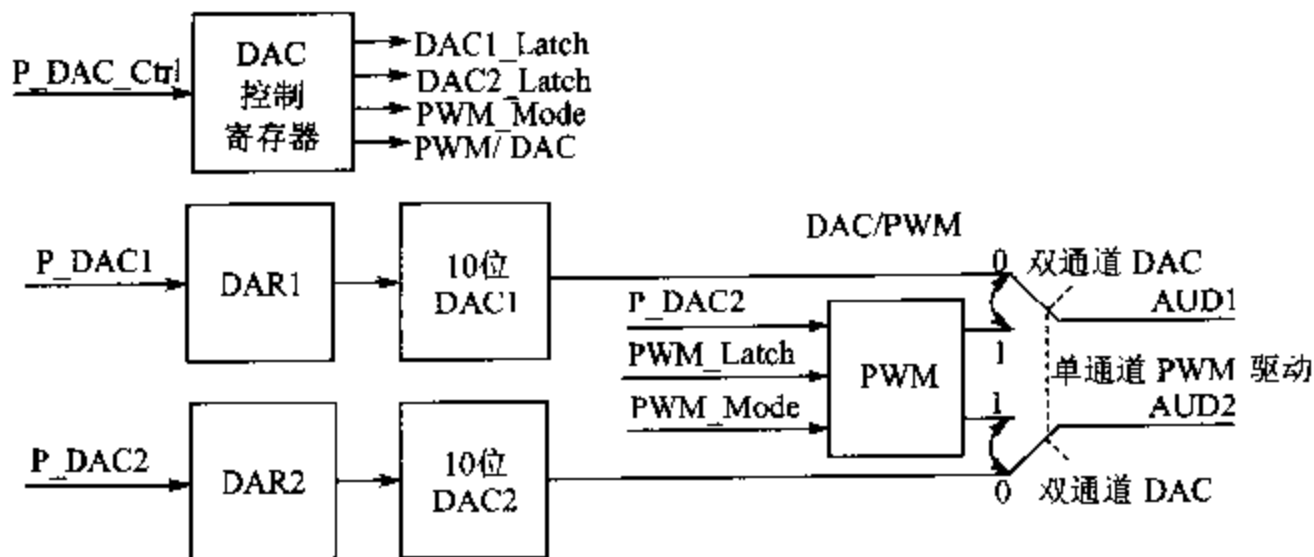 P_DAC_Ctrl
DAC
控制
寄存器
DAC1_Latch
DAC2_Latch
PWM_Mode
PWM/ DAC
P_DAC1
DAR1
10位
DAC1
DAC/PWM
0
双通道 DAC
AUD1
P_DAC2
PWM_Latch
PWM_Mode
PWM
1
单通道 PWM 驱动
1
AUD2
P_DAC2
DAR2
10位
DAC2
0
双通道 DAC